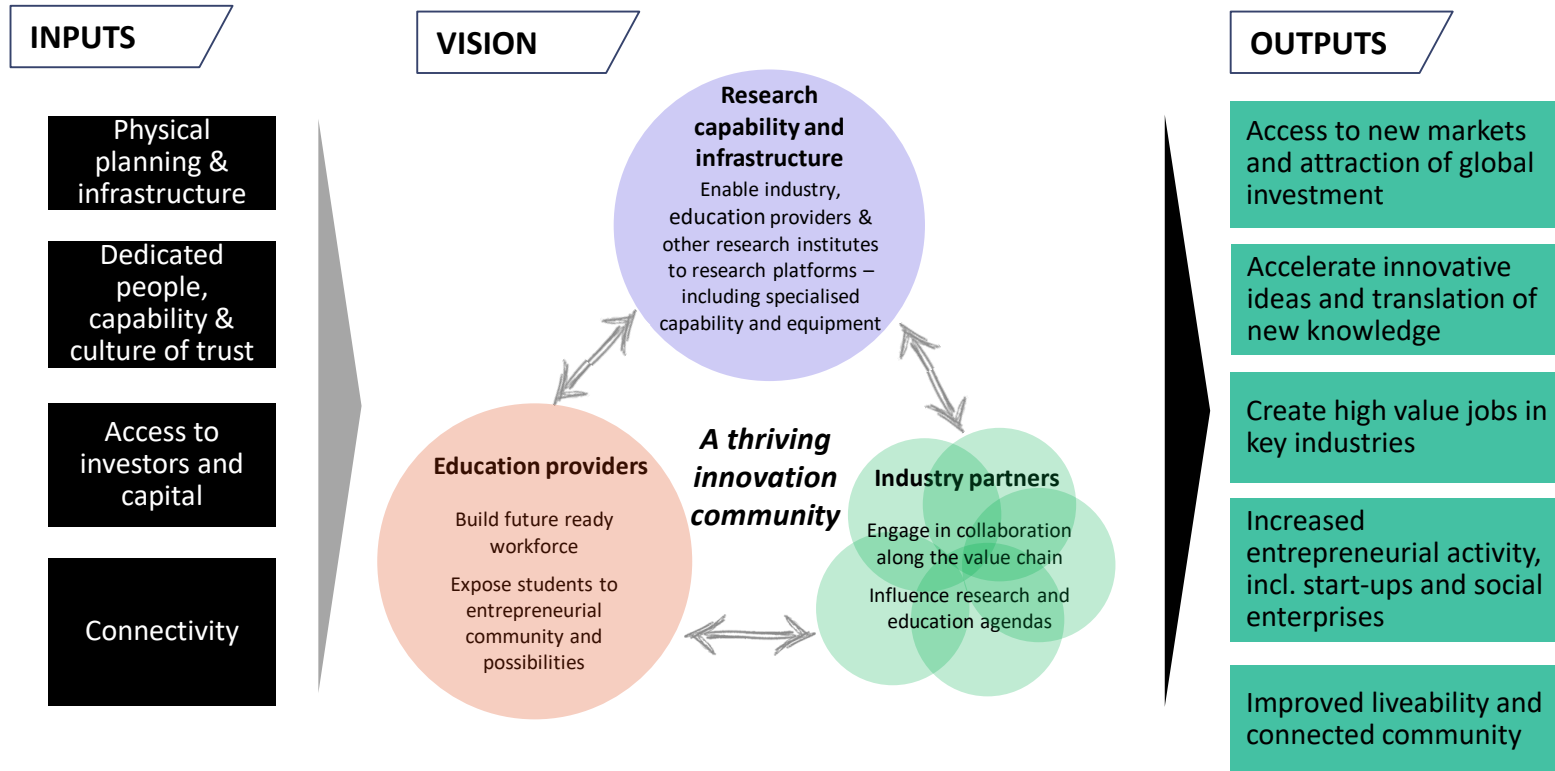 INPUTS
VISION
OUTPUTS
Physical
planning &
infrastructure
Dedicated
people,
capability &
culture of trust
Access to
investors and
capital
Connectivity
Research
capability and
infrastructure
Enable industry,
education providers &
other research institutes
to research platforms –
including specialised
capability and equipment
Education providers
Build future ready
workforce
Expose students to
entrepreneurial
community and
possibilities
A thriving
innovation
community
Industry partners
Engage in collaboration
along the value chain
Influence research and
education agendas
Access to new markets
and attraction of global
investment
Accelerate innovative
ideas and translation of
new knowledge
Create high value jobs in
key industries
Increased
entrepreneurial activity,
incl. start-ups and social
enterprises
Improved liveability and
connected community